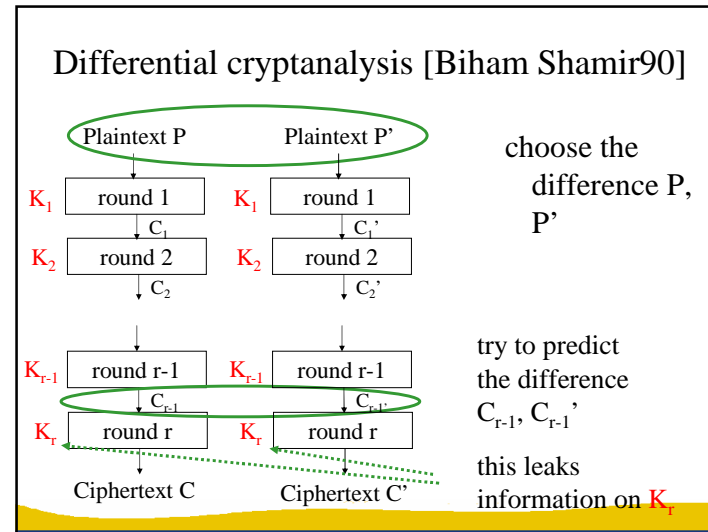 Differential cryptanalysis [Biham Shamir90]
Plaintext P Plaintext P'
K1 round 1 K1 round 1
C1 C1'
K2 round 2 K2 round 2
C2 C2'
Kr-1 round r-1 Kr-1 round r-1
Cr-1 Cr-1'
Kr round r Kr round r
Ciphertext C Ciphertext C'
choose the
difference P,
P'
try to predict
the difference
Cr-1, Cr-1'
this leaks
information on Kr